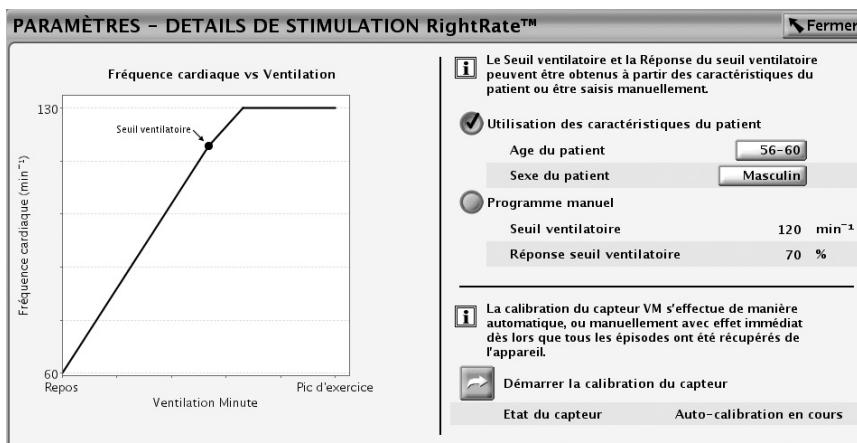 PARAMÈTRES – DETAILS DE STIMULATION RightRate™
Fermer
Fréquence cardiaque vs Ventilation
130
Seuil ventilatoire
Fréquence cardiaque (min⁻¹)
60
Repos
Pic d'exercice
Ventilation Minute
Le Seuil ventilatoire et la Réponse du seuil ventilatoire
peuvent être obtenus à partir des caractéristiques du
patient ou être saisis manuellement.
Utilisation des caractéristiques du patient
Age du patient 56-60
Sexe du patient Masculin
Programme manuel
Seuil ventilatoire 120 min⁻¹
Réponse seuil ventilatoire 70 %
La calibration du capteur VM s'effectue de manière
automatique, ou manuellement avec effet immédiat
dès lors que tous les épisodes ont été récupérés de
l'appareil.
Démarrer la calibration du capteur
Etat du capteur Auto-calibration en cours